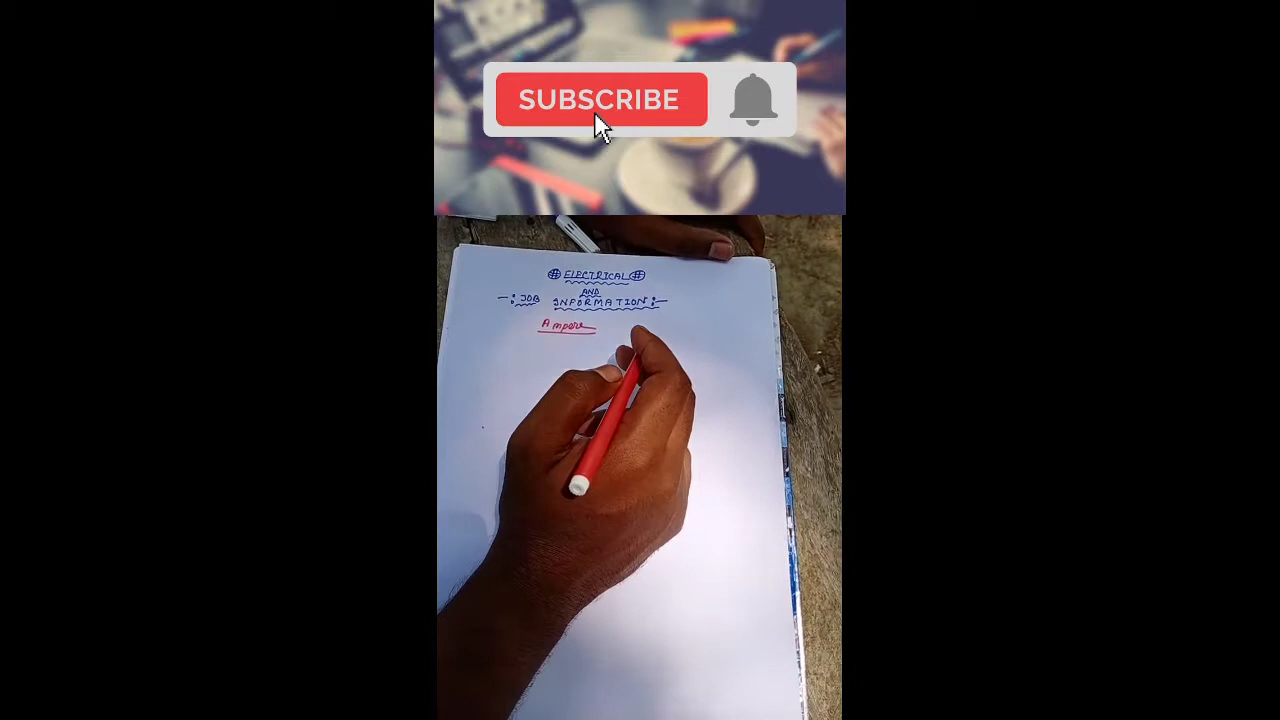 SUBSCRIBE
ELECTRICAL
AND
-: JOB INFORMATION :-
Ampere